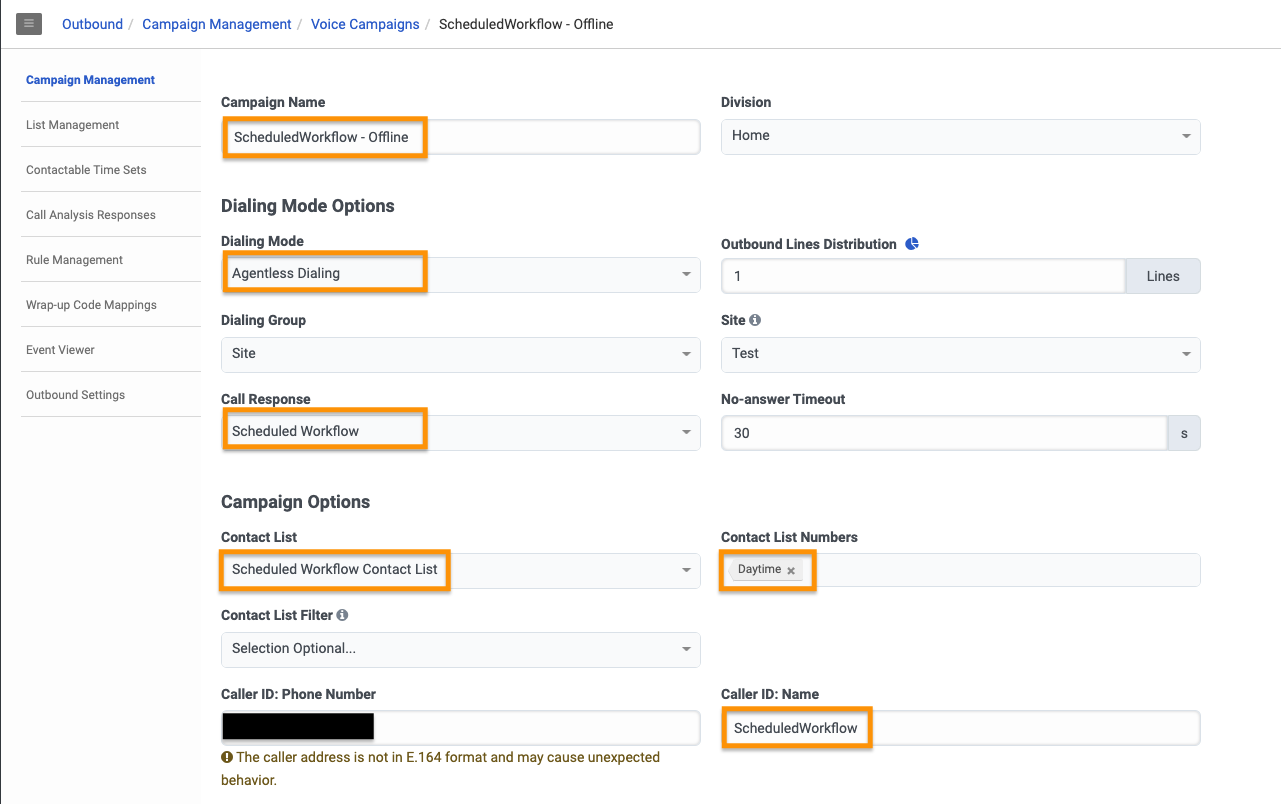 Outbound / Campaign Management / Voice Campaigns / ScheduledWorkflow - Offline
Campaign Management
List Management
Contactable Time Sets
Call Analysis Responses
Rule Management
Wrap-up Code Mappings
Event Viewer
Outbound Settings
Campaign Name
ScheduledWorkflow - Offline
Division
Home
Dialing Mode Options
Dialing Mode
Agentless Dialing
Outbound Lines Distribution
1 Lines
Dialing Group
Site
Site
Test
Call Response
Scheduled Workflow
No-answer Timeout
30 s
Campaign Options
Contact List
Scheduled Workflow Contact List
Contact List Numbers
Daytime ×
Contact List Filter
Selection Optional...
Caller ID: Phone Number
The caller address is not in E.164 format and may cause unexpected
behavior.
Caller ID: Name
ScheduledWorkflow